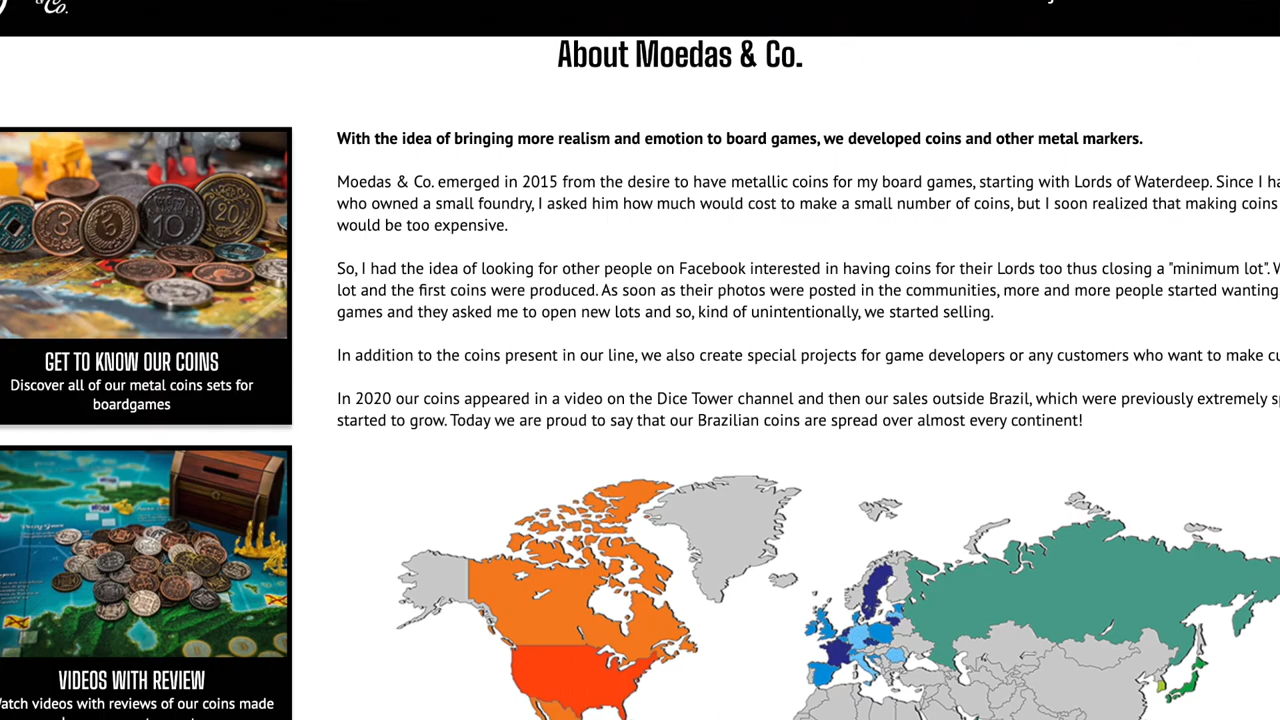 & Co.
About Moedas & Co.
With the idea of bringing more realism and emotion to board games, we developed coins and other metal markers.
Moedas & Co. emerged in 2015 from the desire to have metallic coins for my board games, starting with Lords of Waterdeep. Since I
who owned a small foundry, I asked him how much would cost to make a small number of coins, but I soon realized that making coins
would be too expensive.
So, I had the idea of looking for other people on Facebook interested in having coins for their Lords too thus closing a "minimum lot".
lot and the first coins were produced. As soon as their photos were posted in the communities, more and more people started wanting
games and they asked me to open new lots and so, kind of unintentionally, we started selling.
In addition to the coins present in our line, we also create special projects for game developers or any customers who want to make
In 2020 our coins appeared in a video on the Dice Tower channel and then our sales outside Brazil, which were previously extremely
started to grow. Today we are proud to say that our Brazilian coins are spread over almost every continent!
3
5
10
20
GET TO KNOW OUR COINS
Discover all of our metal coins sets for
boardgames
VIDEOS WITH REVIEW
Watch videos with reviews of our coins made